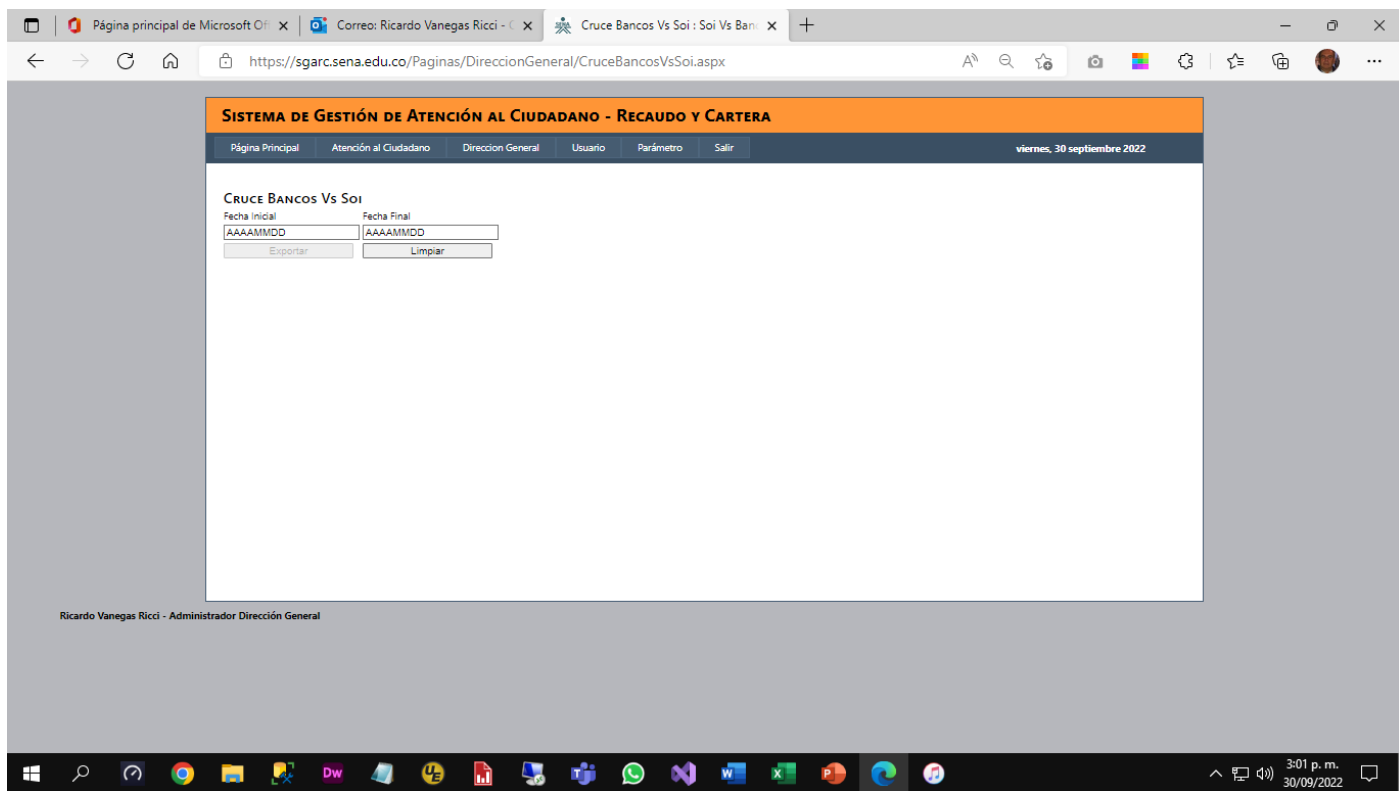 Página principal de Microsoft Of
Correo: Ricardo Vanegas Ricci -
Cruce Bancos Vs Soi : Soi Vs Ban
https://sgarc.sena.edu.co/Paginas/DireccionGeneral/CruceBancosVsSoi.aspx
Sistema de Gestión de Atención al Ciudadano - Recaudo y Cartera
Página Principal Atención al Ciudadano Direccion General Usuario Parámetro Salir viernes, 30 septiembre 2022
Cruce Bancos Vs Soi
Fecha Inicial Fecha Final
AAAAMMDD AAAAMMDD
Exportar Limpiar
Ricardo Vanegas Ricci - Administrador Dirección General
3:01 p. m.
30/09/2022